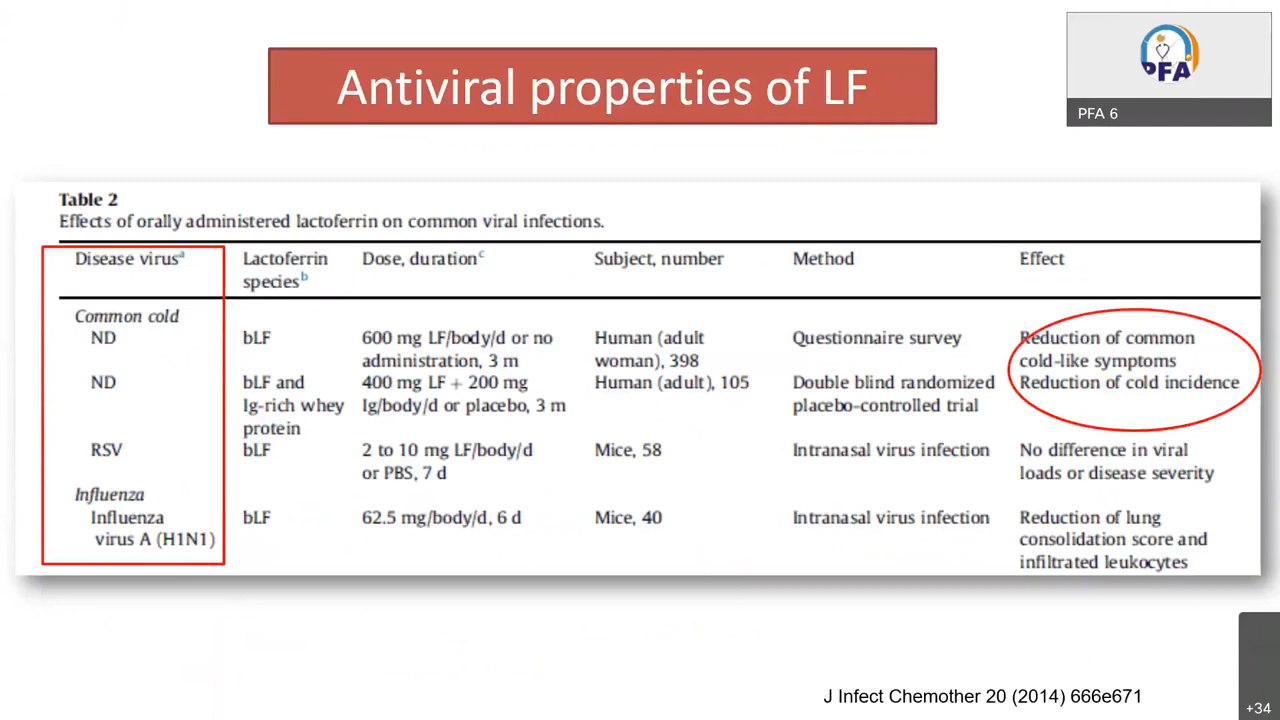 Antiviral properties of LF
PFA
PFA 6
Table 2
Effects of orally administered lactoferrin on common viral infections.
Disease virusᵃ Lactoferrin speciesᵇ Dose, durationᶜ Subject, number Method Effect
Common cold
ND bLF 600 mg LF/body/d or no administration, 3 m Human (adult woman), 398 Questionnaire survey Reduction of common cold-like symptoms
ND bLF and Ig-rich whey protein 400 mg LF + 200 mg Ig/body/d or placebo, 3 m Human (adult), 105 Double blind randomized placebo-controlled trial Reduction of cold incidence
RSV bLF 2 to 10 mg LF/body/d or PBS, 7 d Mice, 58 Intranasal virus infection No difference in viral loads or disease severity
Influenza
Influenza virus A (H1N1) bLF 62.5 mg/body/d, 6 d Mice, 40 Intranasal virus infection Reduction of lung consolidation score and infiltrated leukocytes
J Infect Chemother 20 (2014) 666e671
+34